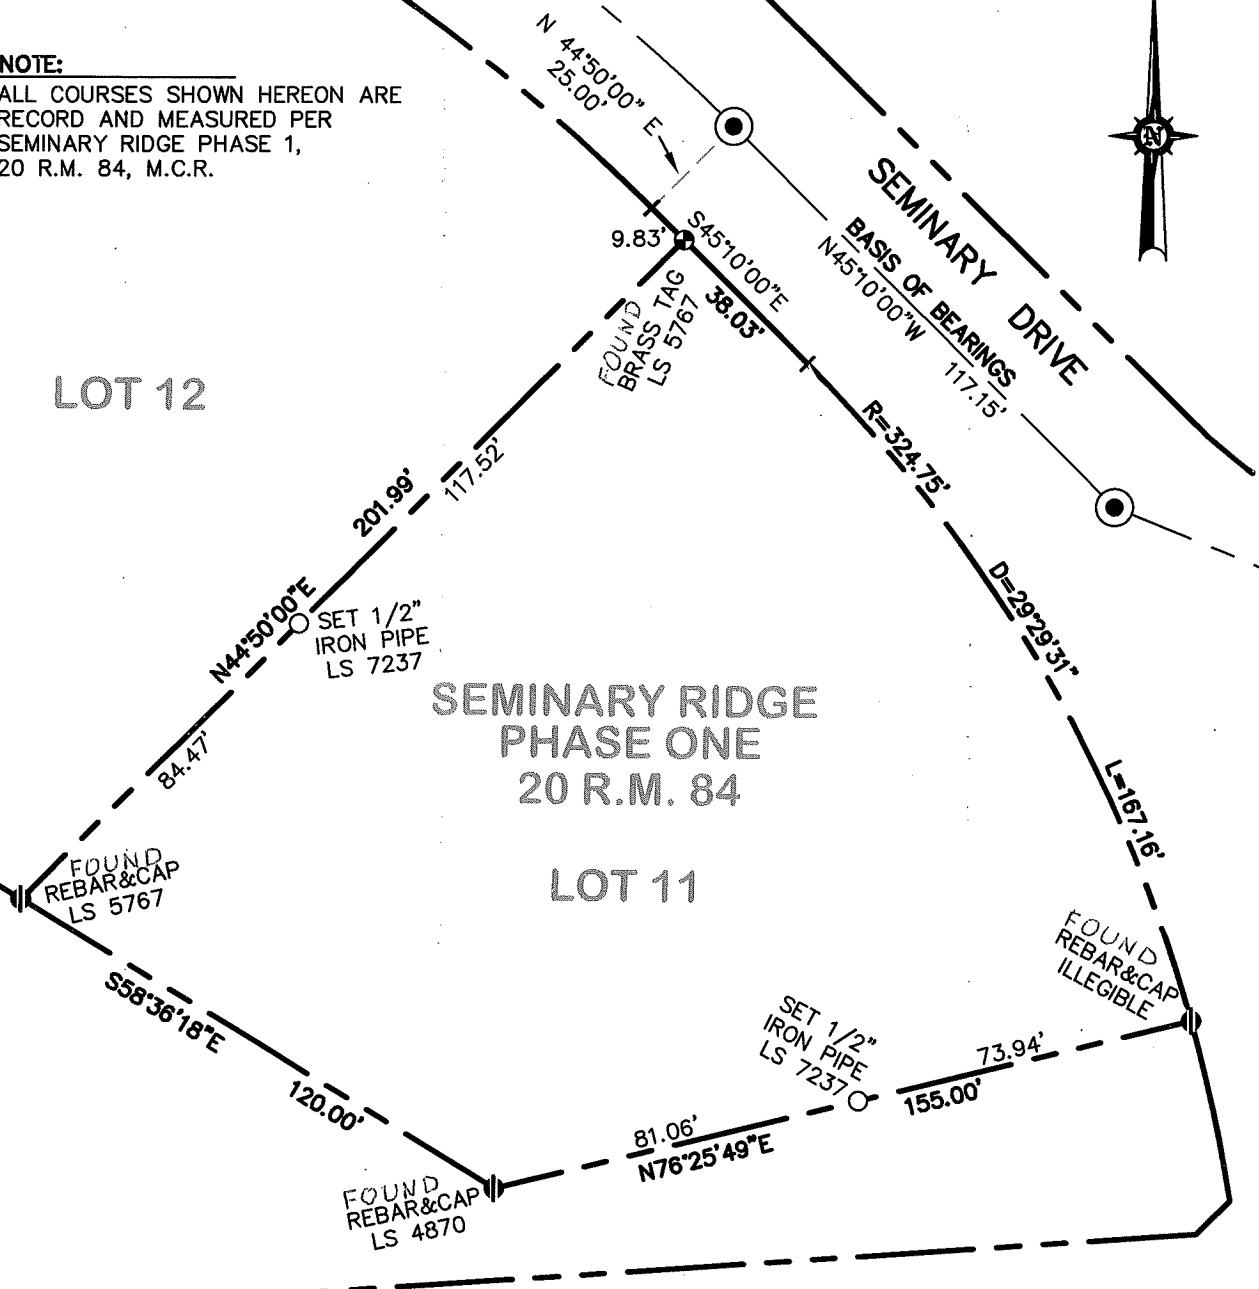 NOTE:
ALL COURSES SHOWN HEREON ARE
RECORD AND MEASURED PER
SEMINARY RIDGE PHASE 1,
20 R.M. 84, M.C.R.
N 44°50'00" E
25.00'
N
SEMINARY DRIVE
BASIS OF BEARINGS
N45°10'00"W
117.15'
9.83'
S45°10'00"E
38.03'
FOUND
BRASS TAG
LS 5767
LOT 12
R=324.75'
D=29°29'31"
L=167.16'
201.99'
117.52'
N44°50'00"E
SET 1/2"
IRON PIPE
LS 7237
84.47'
SEMINARY RIDGE
PHASE ONE
20 R.M. 84
LOT 11
FOUND
REBAR&CAP
LS 5767
S58°36'18"E
120.00'
FOUND
REBAR&CAP
ILLEGIBLE
SET 1/2"
IRON PIPE
LS 7237
73.94'
155.00'
81.06'
N76°25'49"E
FOUND
REBAR&CAP
LS 4870